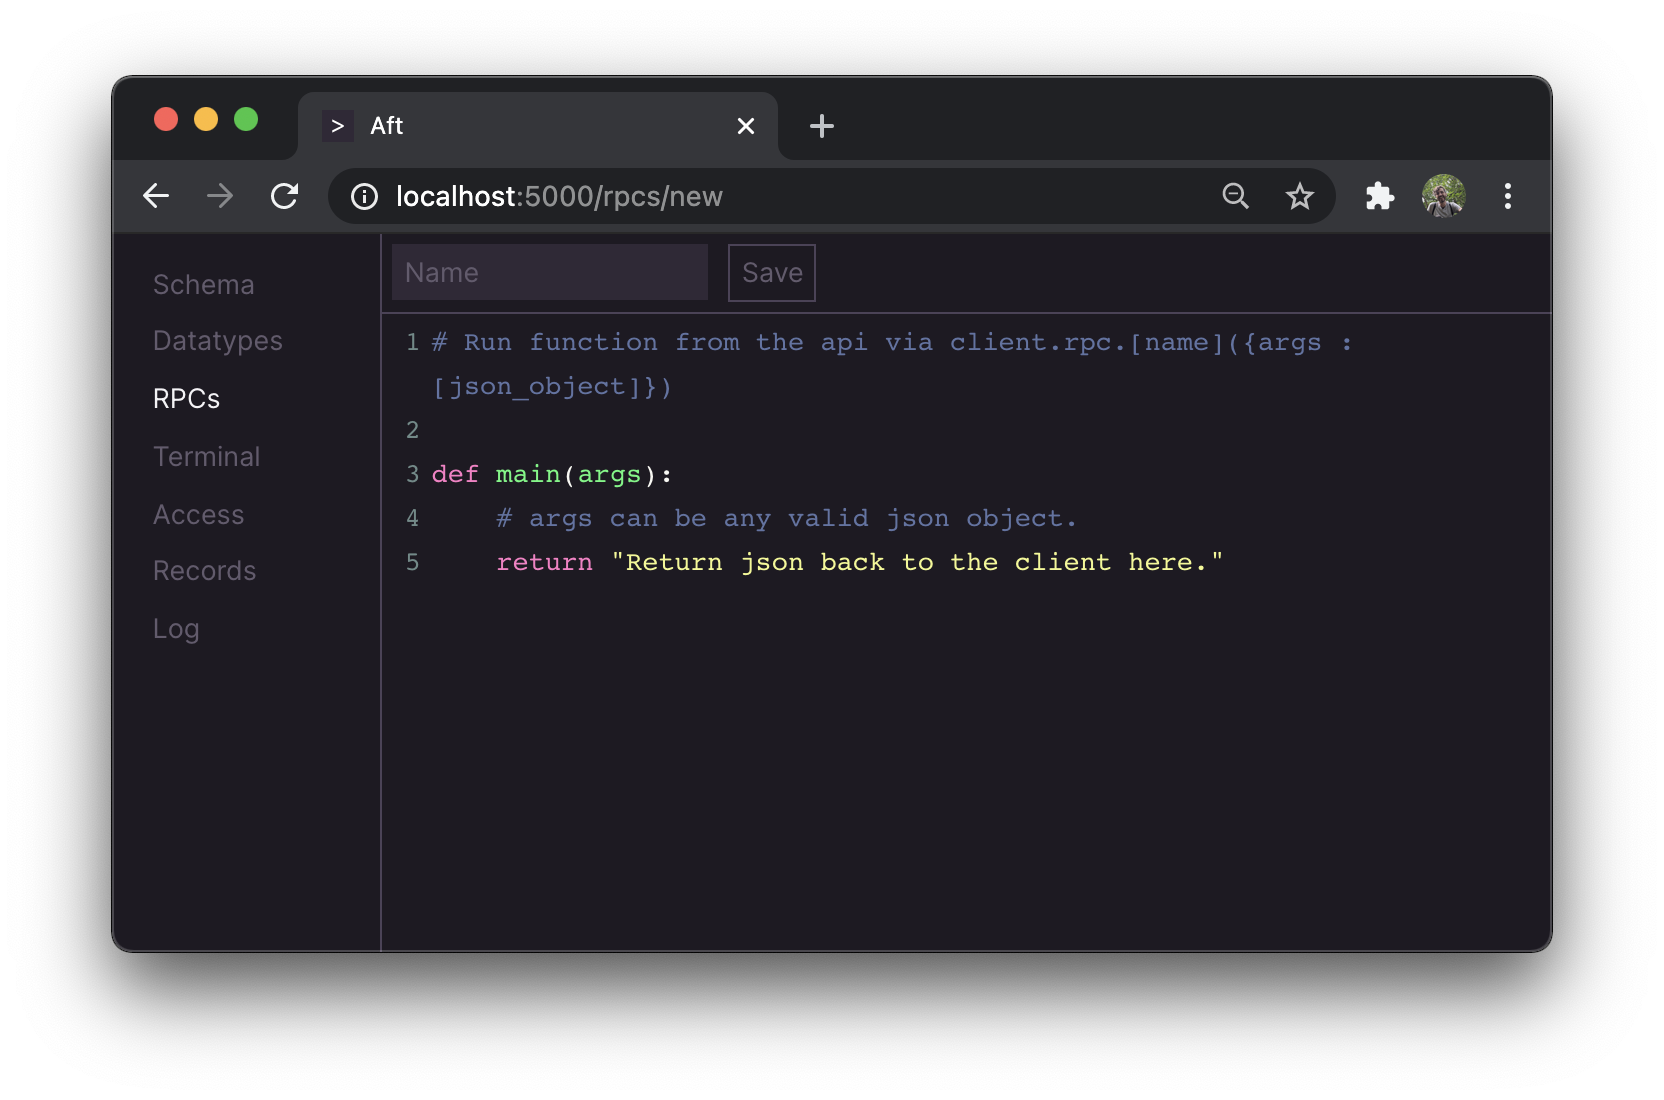 > Aft
localhost:5000/rpcs/new
Schema
Datatypes
RPCs
Terminal
Access
Records
Log
Name
Save
1 # Run function from the api via client.rpc.[name]({args :
[json_object]})
2
3 def main(args):
4     # args can be any valid json object.
5     return "Return json back to the client here."